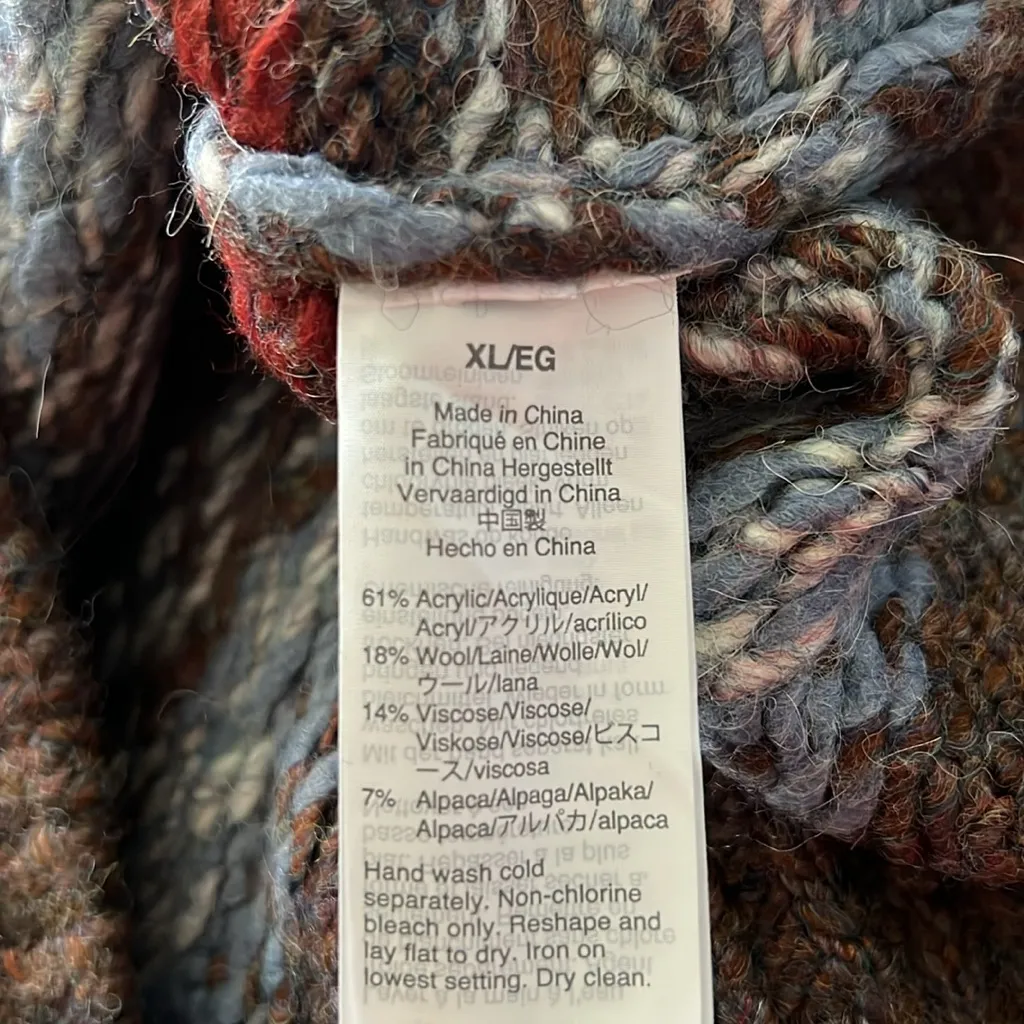 XL/EG
Made in China
Fabriqué en Chine
in China Hergestellt
Vervaardigd in China
中国製
Hecho en China
61% Acrylic/Acrylique/Acryl/
Acryl/アクリル/acrílico
18% Wool/Laine/Wolle/Wol/
ウール/lana
14% Viscose/Viscose/
Viskose/Viscose/ビスコ
ース/viscosa
7% Alpaca/Alpaga/Alpaka/
Alpaca/アルパカ/alpaca
Hand wash cold
separately. Non-chlorine
bleach only. Reshape and
lay flat to dry. Iron on
lowest setting. Dry clean.